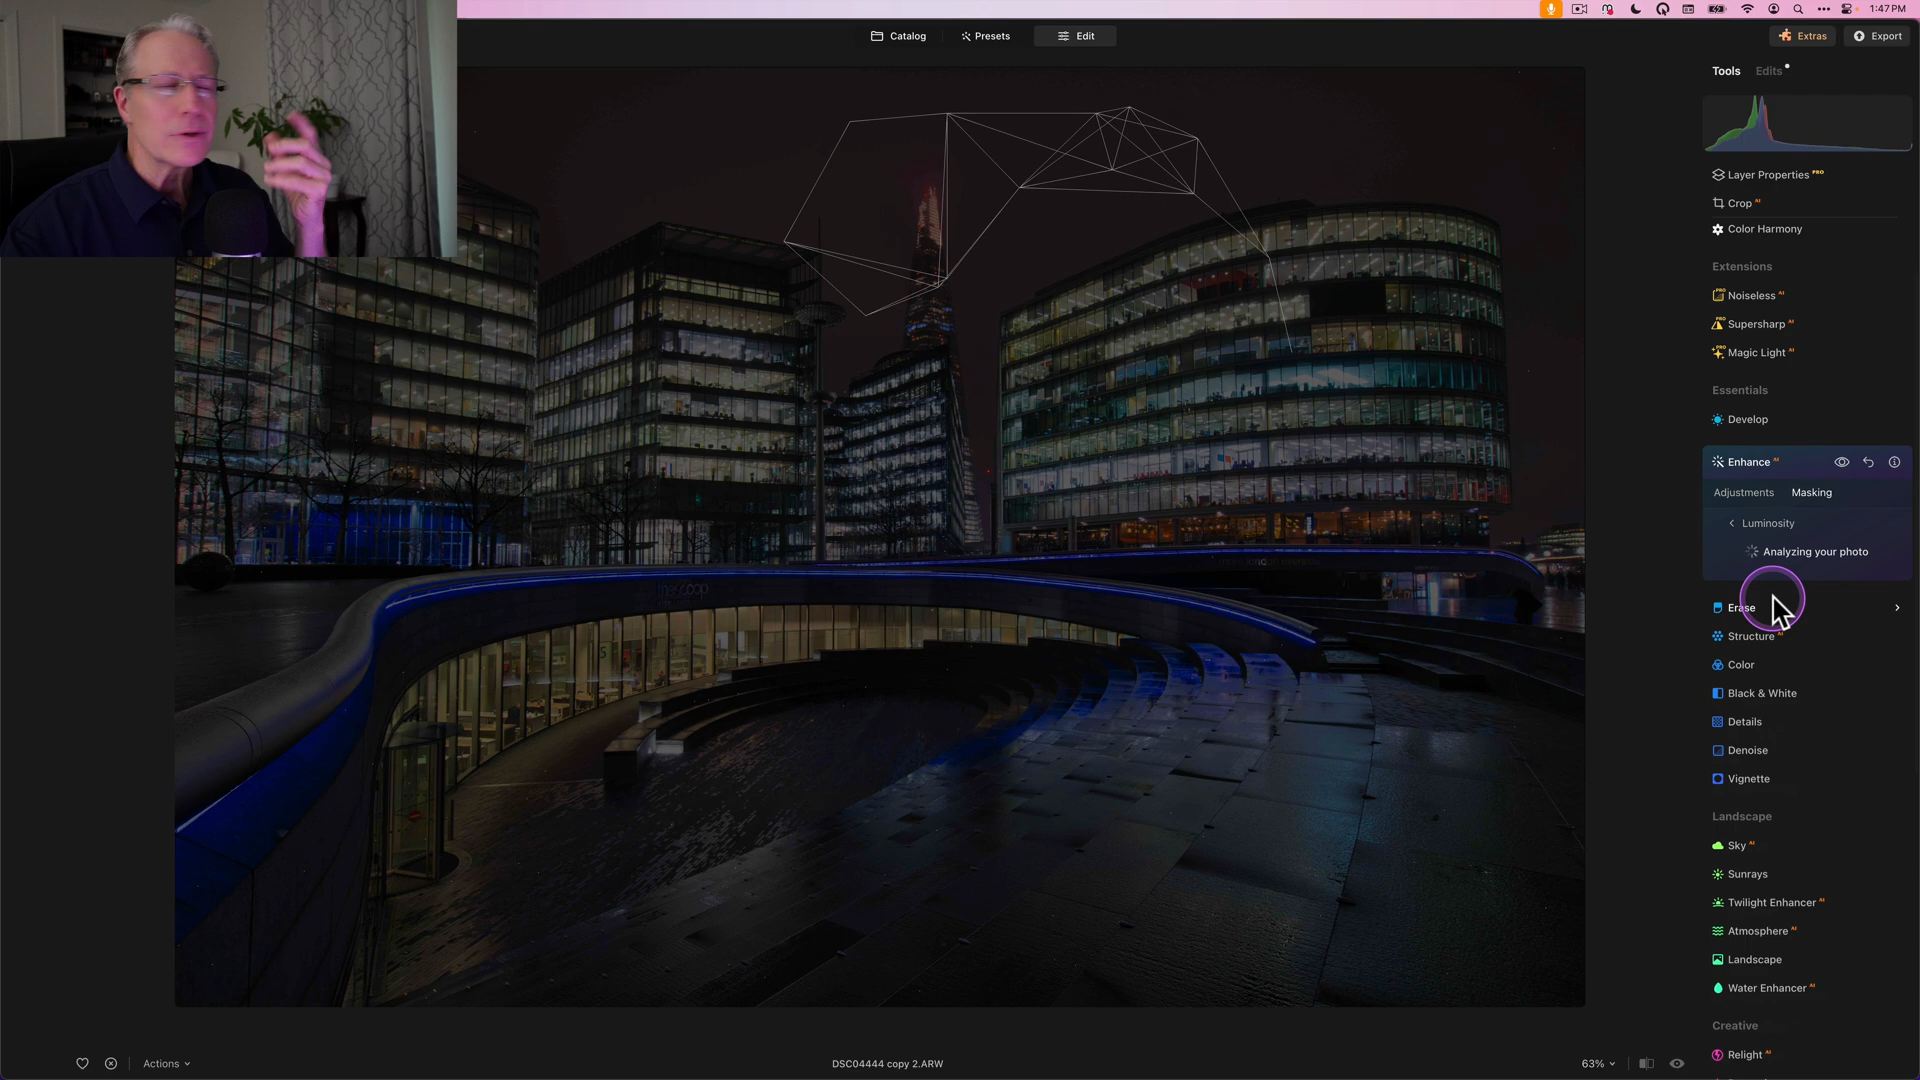 1:47 PM
Catalog
Presets
Edit
Extras
Export
Tools
Edits
Layer Properties PRO
Crop AI
Color Harmony
Extensions
PRO Noiseless AI
PRO Supersharp AI
PRO Magic Light AI
Essentials
Develop
Enhance AI
Adjustments
Masking
Luminosity
Analyzing your photo
Erase
Structure AI
Color
Black & White
Details
Denoise
Vignette
Landscape
Sky AI
Sunrays
Twilight Enhancer AI
Atmosphere AI
Landscape
Water Enhancer AI
Creative
Relight AI
Actions
DSC04444 copy 2.ARW
63%